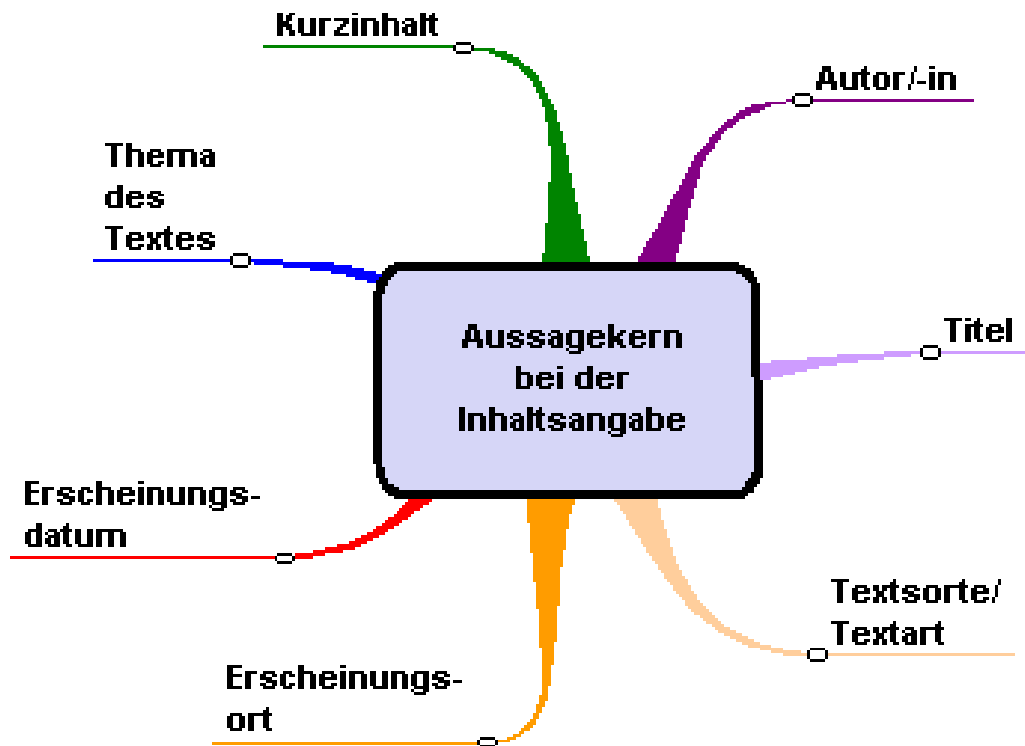 Kurzinhalt
Autor/-in
Thema
des
Textes
Titel
Aussagekern
bei der
Inhaltsangabe
Erscheinungs-
datum
Textsorte/
Textart
Erscheinungs-
ort